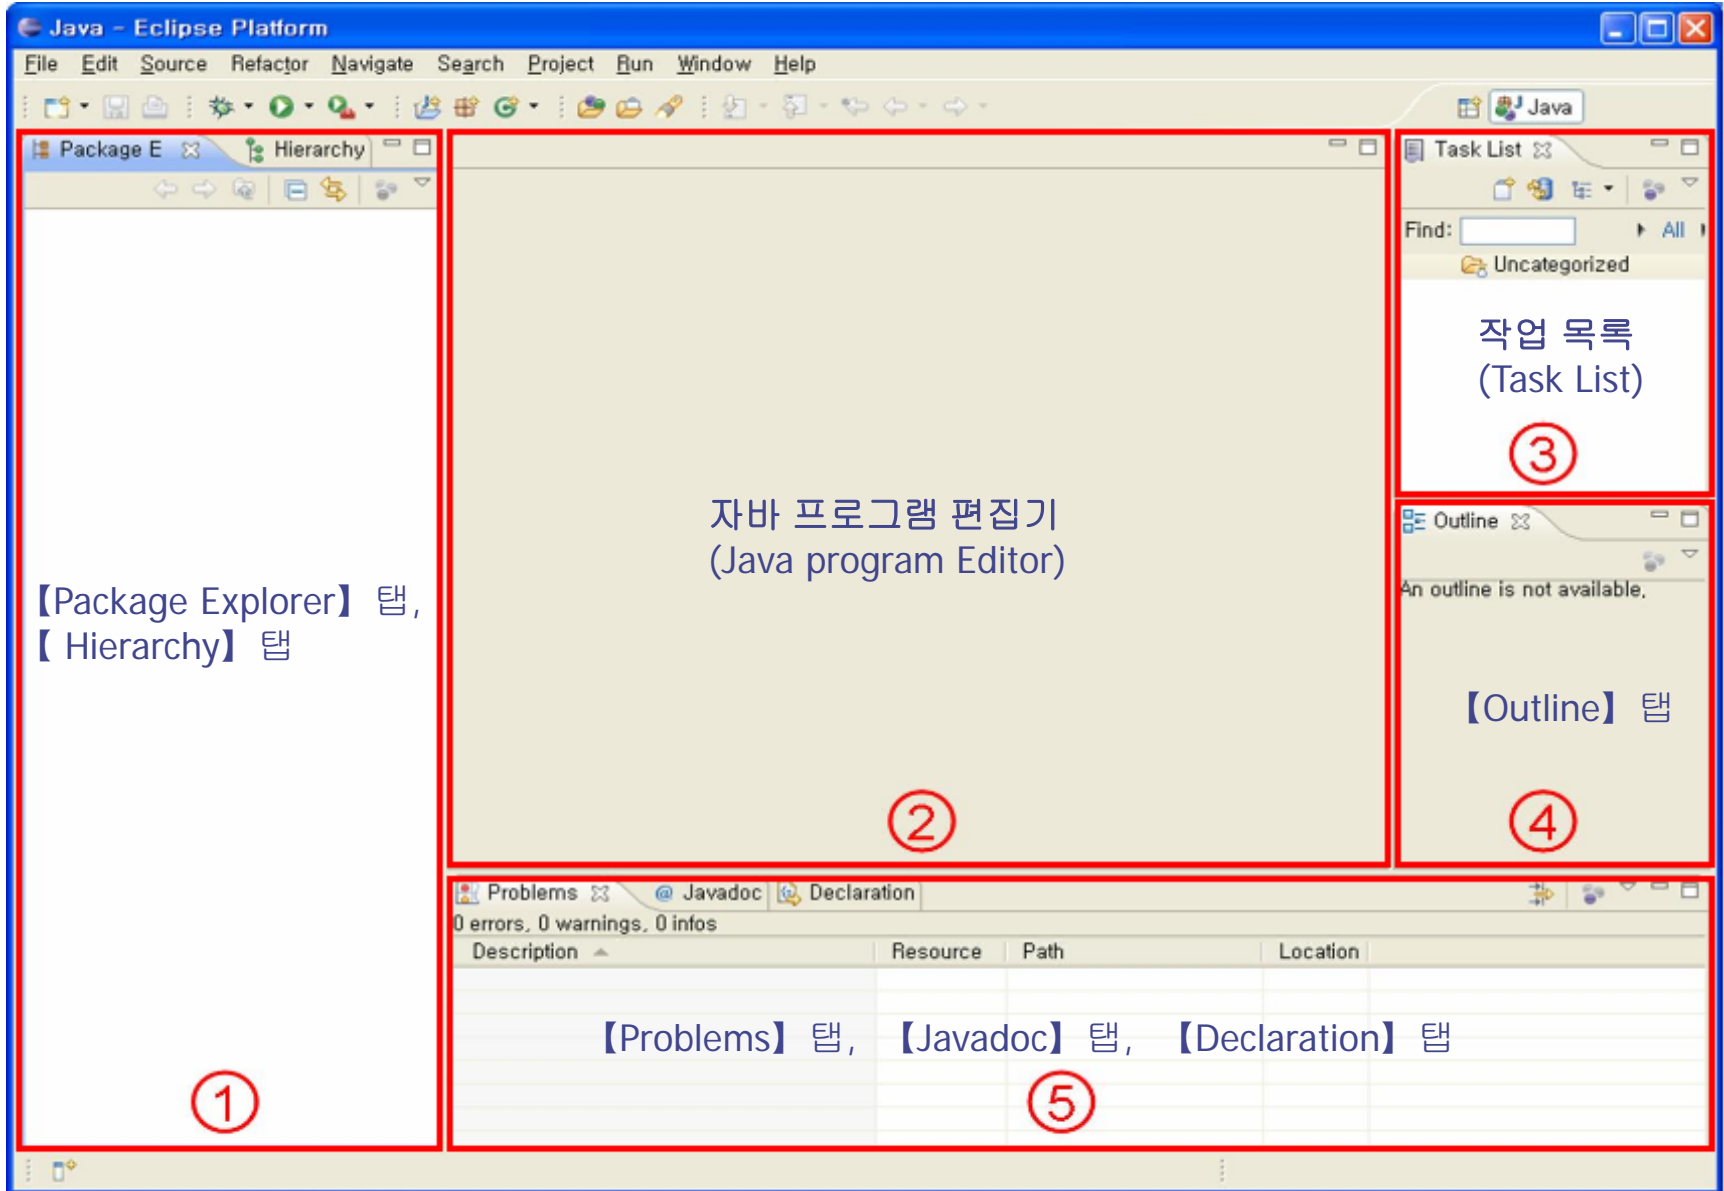 Java - Eclipse Platform
File Edit Source Refactor Navigate Search Project Run Window Help
Java
Package E Hierarchy
【Package Explorer】 탭,
【 Hierarchy】 탭
①
자바 프로그램 편집기
(Java program Editor)
②
Task List
Find: All
Uncategorized
작업 목록
(Task List)
③
Outline
An outline is not available.
【Outline】 탭
④
Problems @ Javadoc Declaration
0 errors, 0 warnings, 0 infos
Description Resource Path Location
【Problems】 탭, 【Javadoc】 탭, 【Declaration】 탭
⑤